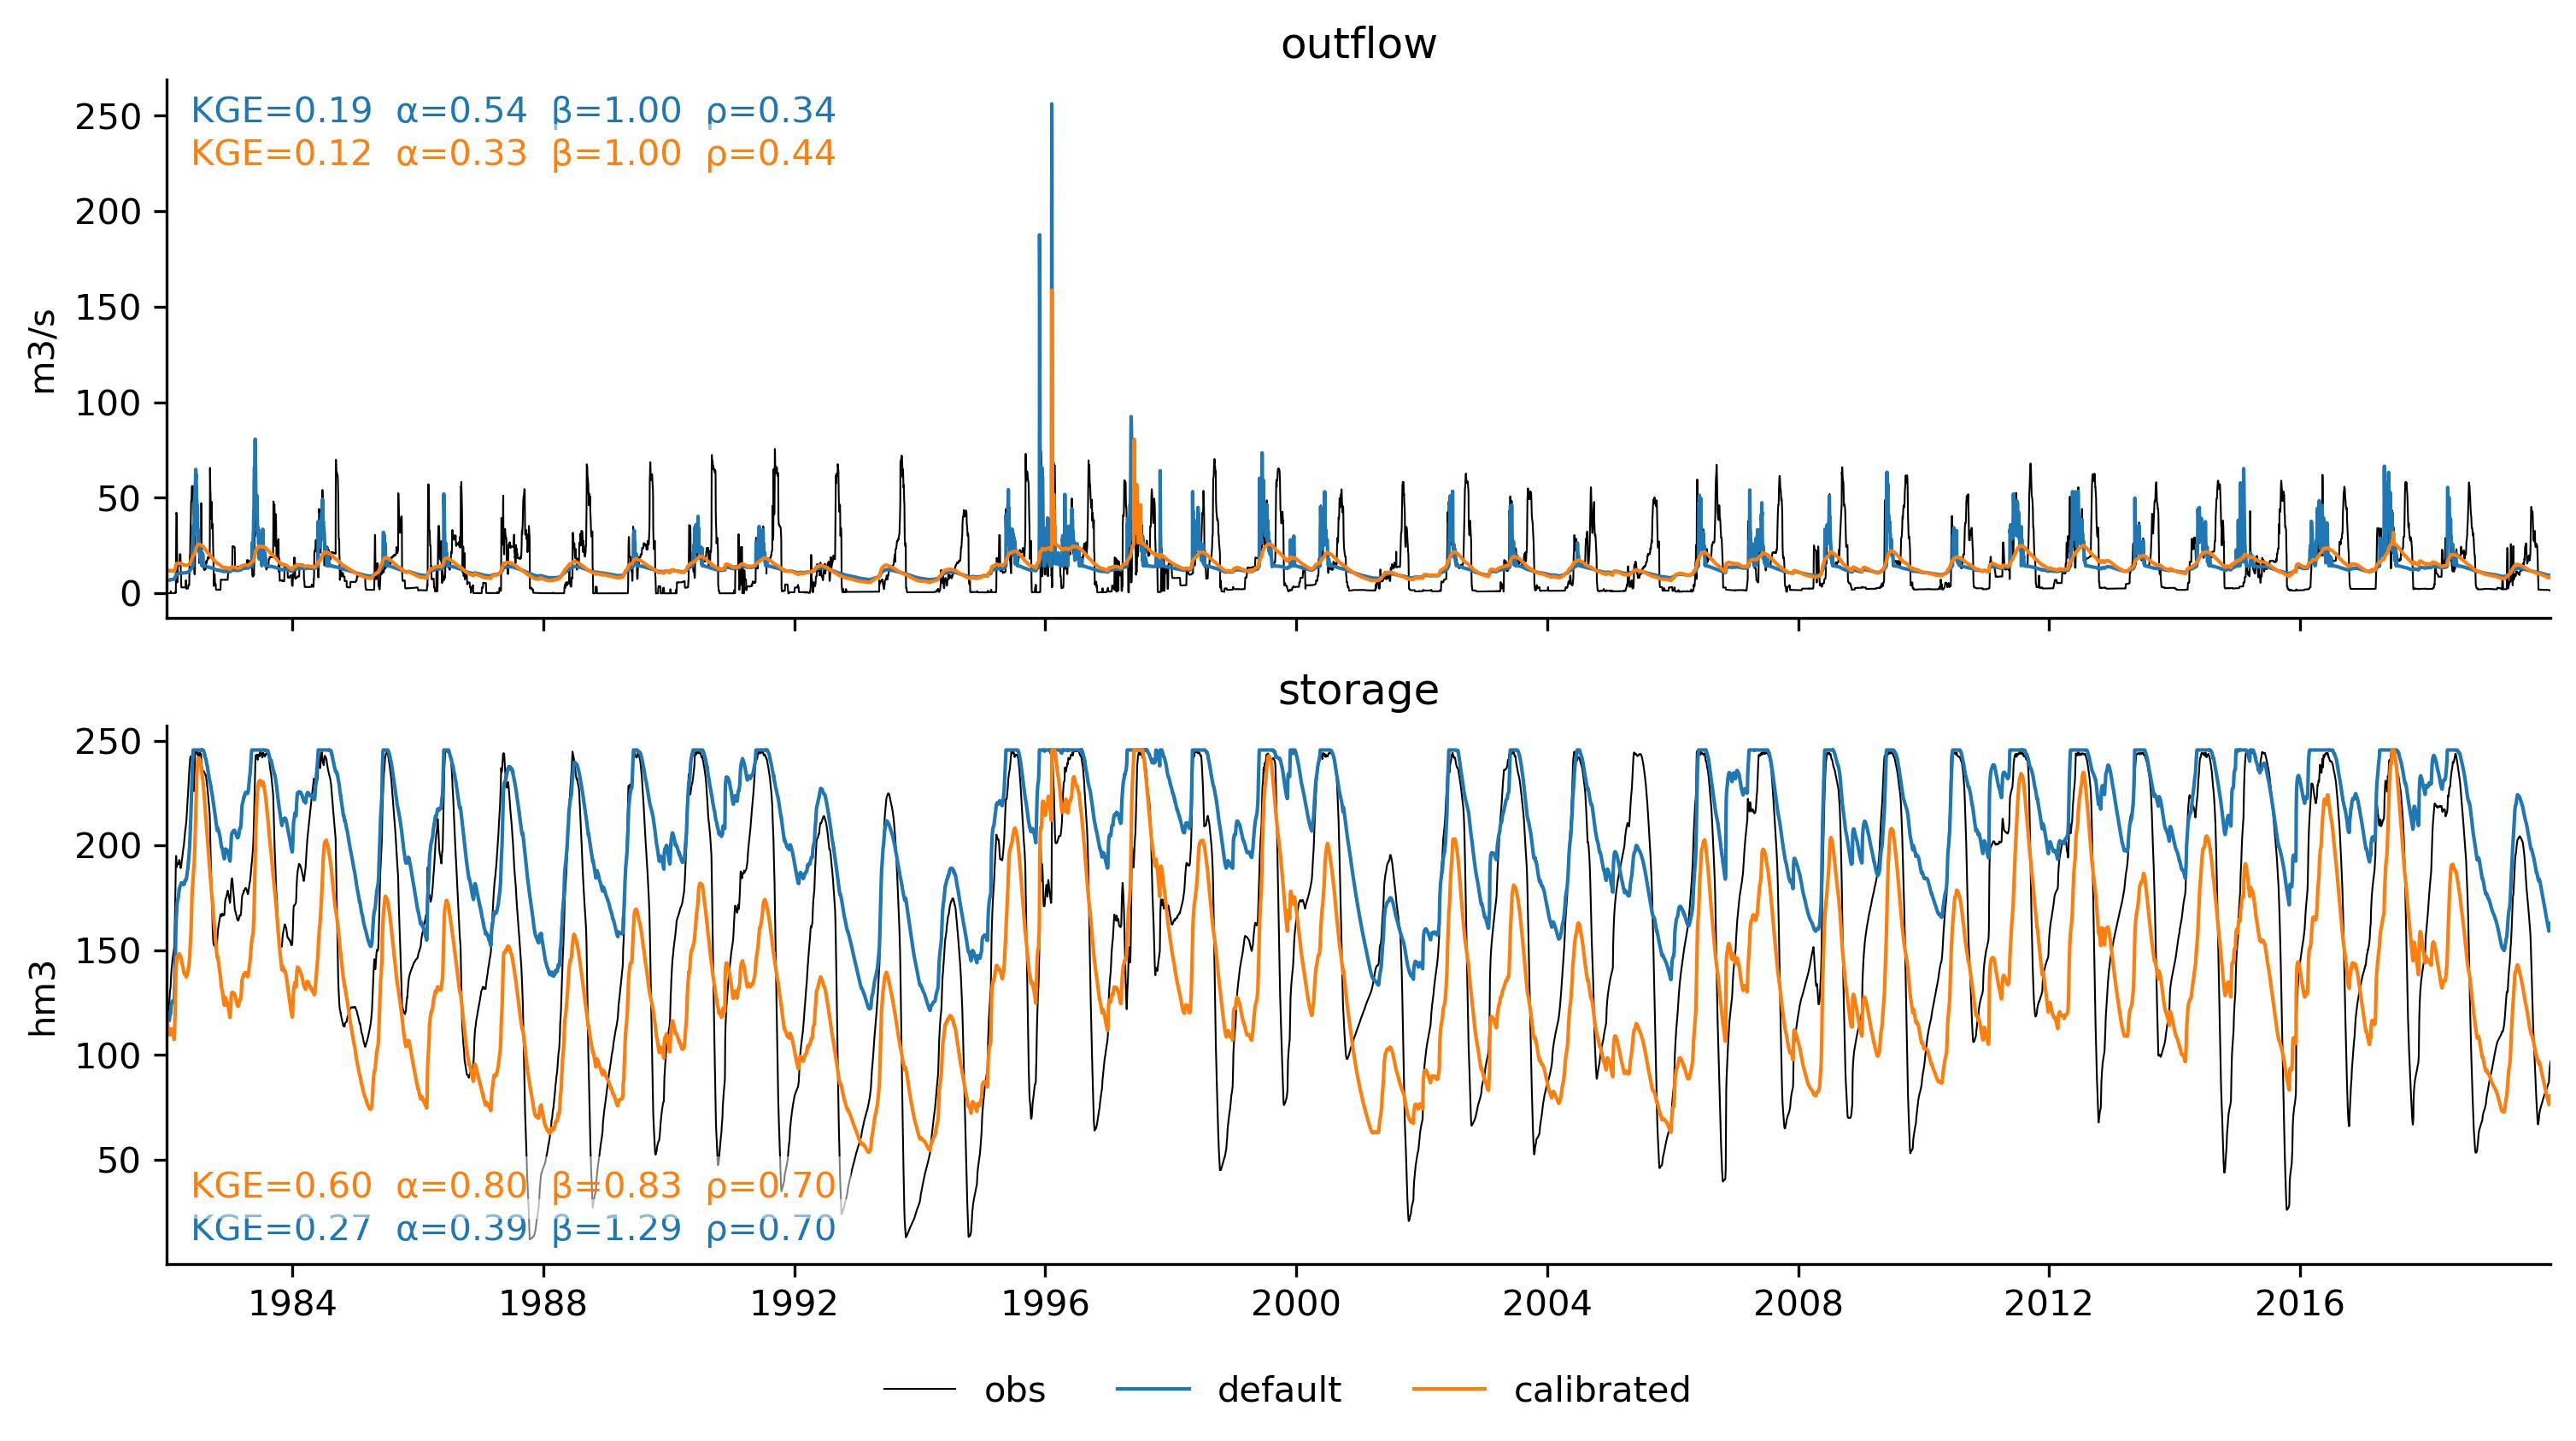 outflow
KGE=0.19 α=0.54 β=1.00 ρ=0.34
KGE=0.12 α=0.33 β=1.00 ρ=0.44
m3/s
250
200
150
100
50
0
storage
hm3
250
200
150
100
50
KGE=0.60 α=0.80 β=0.83 ρ=0.70
KGE=0.27 α=0.39 β=1.29 ρ=0.70
1984 1988 1992 1996 2000 2004 2008 2012 2016
obs default calibrated